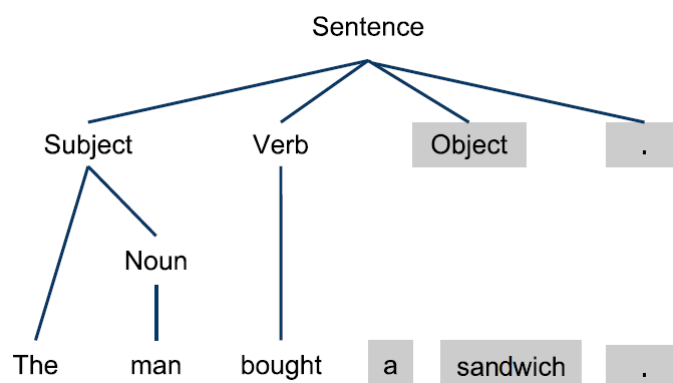 Sentence
Subject Verb Object .
Noun
The man bought a sandwich .